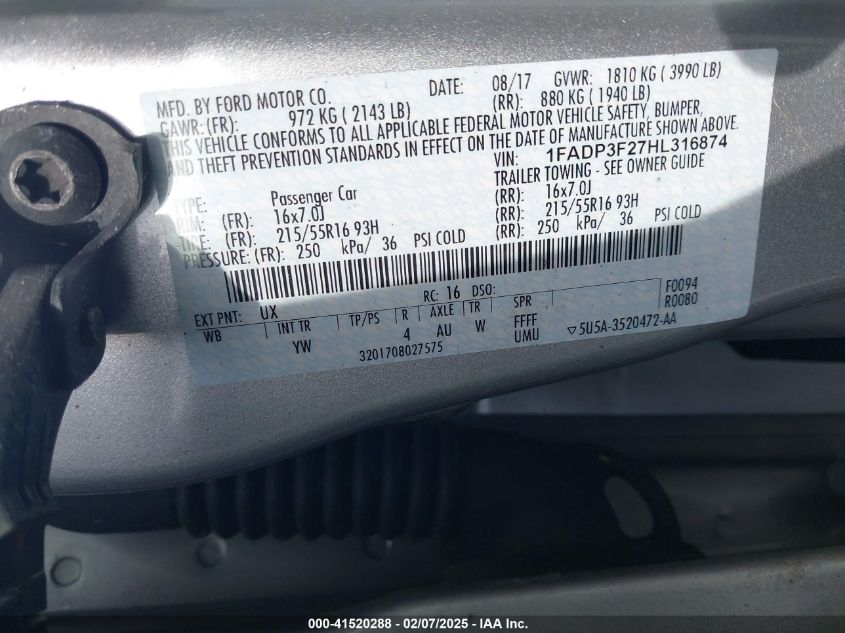 MFD. BY FORD MOTOR CO. DATE: 08/17 GVWR: 1810 KG ( 3990 LB)
GAWR:(FR): 972 KG ( 2143 LB) (RR): 880 KG ( 1940 LB)
THIS VEHICLE CONFORMS TO ALL APPLICABLE FEDERAL MOTOR VEHICLE SAFETY, BUMPER,
AND THEFT PREVENTION STANDARDS IN EFFECT ON THE DATE OF MANUFACTURE SHOWN ABOVE.
VIN: 1FADP3F27HL316874
TRAILER TOWING - SEE OWNER GUIDE
TYPE: Passenger Car
RIM: (FR): 16x7.0J (RR): 16x7.0J
TIRE: (FR): 215/55R16 93H (RR): 215/55R16 93H
PRESSURE: (FR): 250 kPa/ 36 PSI COLD (RR): 250 kPa/ 36 PSI COLD
RC: 16 DSO: F0094
EXT PNT: UX R0080
WB INT TR TP/PS R AXLE TR SPR
YW 4 AU W FFFF
UMU
3201708027575 ▽5U5A-3520472-AA
000-41520288 - 02/07/2025 - IAA Inc.